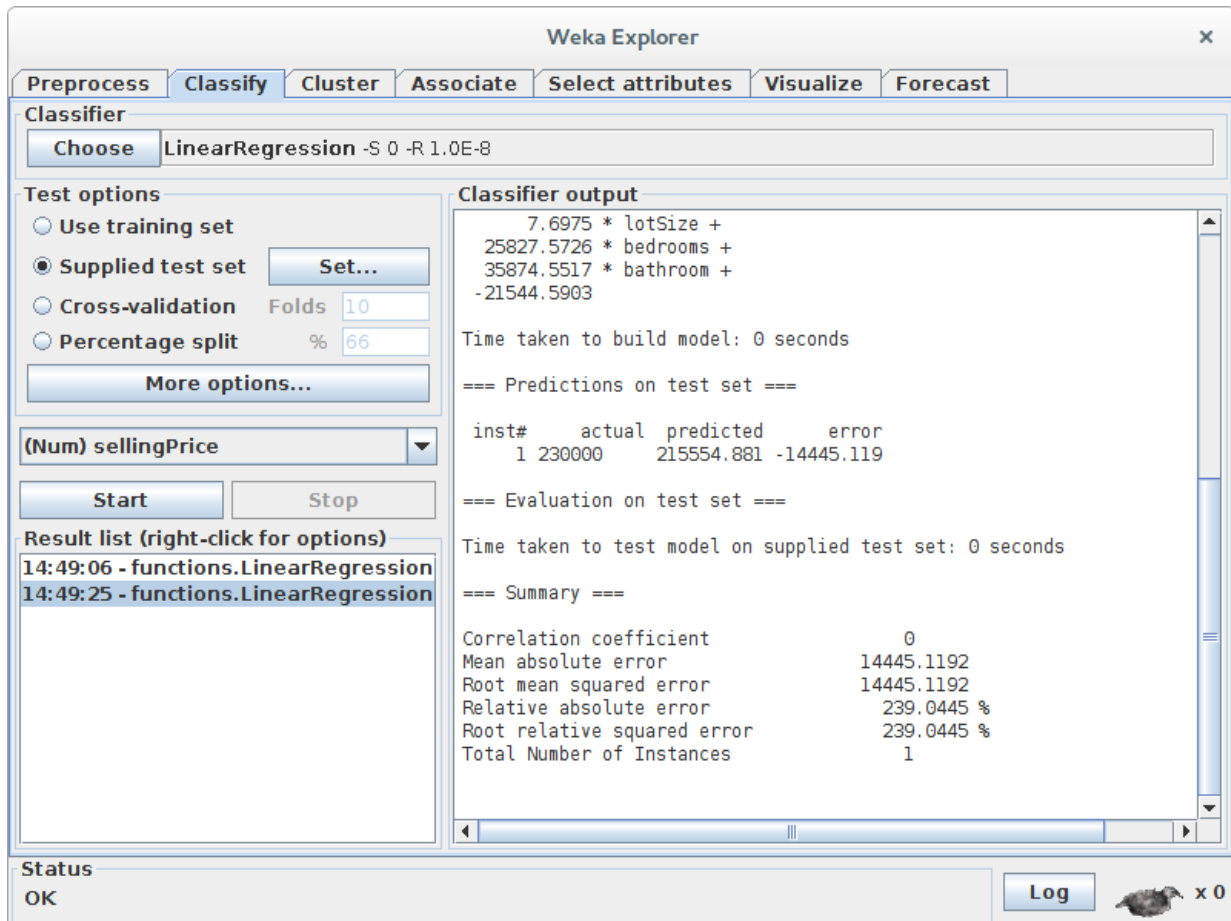 Weka Explorer
×
Preprocess Classify Cluster Associate Select attributes Visualize Forecast
Classifier
Choose LinearRegression -S 0 -R 1.0E-8
Test options
Use training set
Supplied test set Set...
Cross-validation Folds 10
Percentage split % 66
More options...
(Num) sellingPrice
Start Stop
Result list (right-click for options)
14:49:06 - functions.LinearRegression
14:49:25 - functions.LinearRegression
Classifier output
7.6975 * lotSize +
25827.5726 * bedrooms +
35874.5517 * bathroom +
-21544.5903
Time taken to build model: 0 seconds
=== Predictions on test set ===
inst# actual predicted error
1 230000 215554.881 -14445.119
=== Evaluation on test set ===
Time taken to test model on supplied test set: 0 seconds
=== Summary ===
Correlation coefficient 0
Mean absolute error 14445.1192
Root mean squared error 14445.1192
Relative absolute error 239.0445 %
Root relative squared error 239.0445 %
Total Number of Instances 1
Status
OK
Log x 0